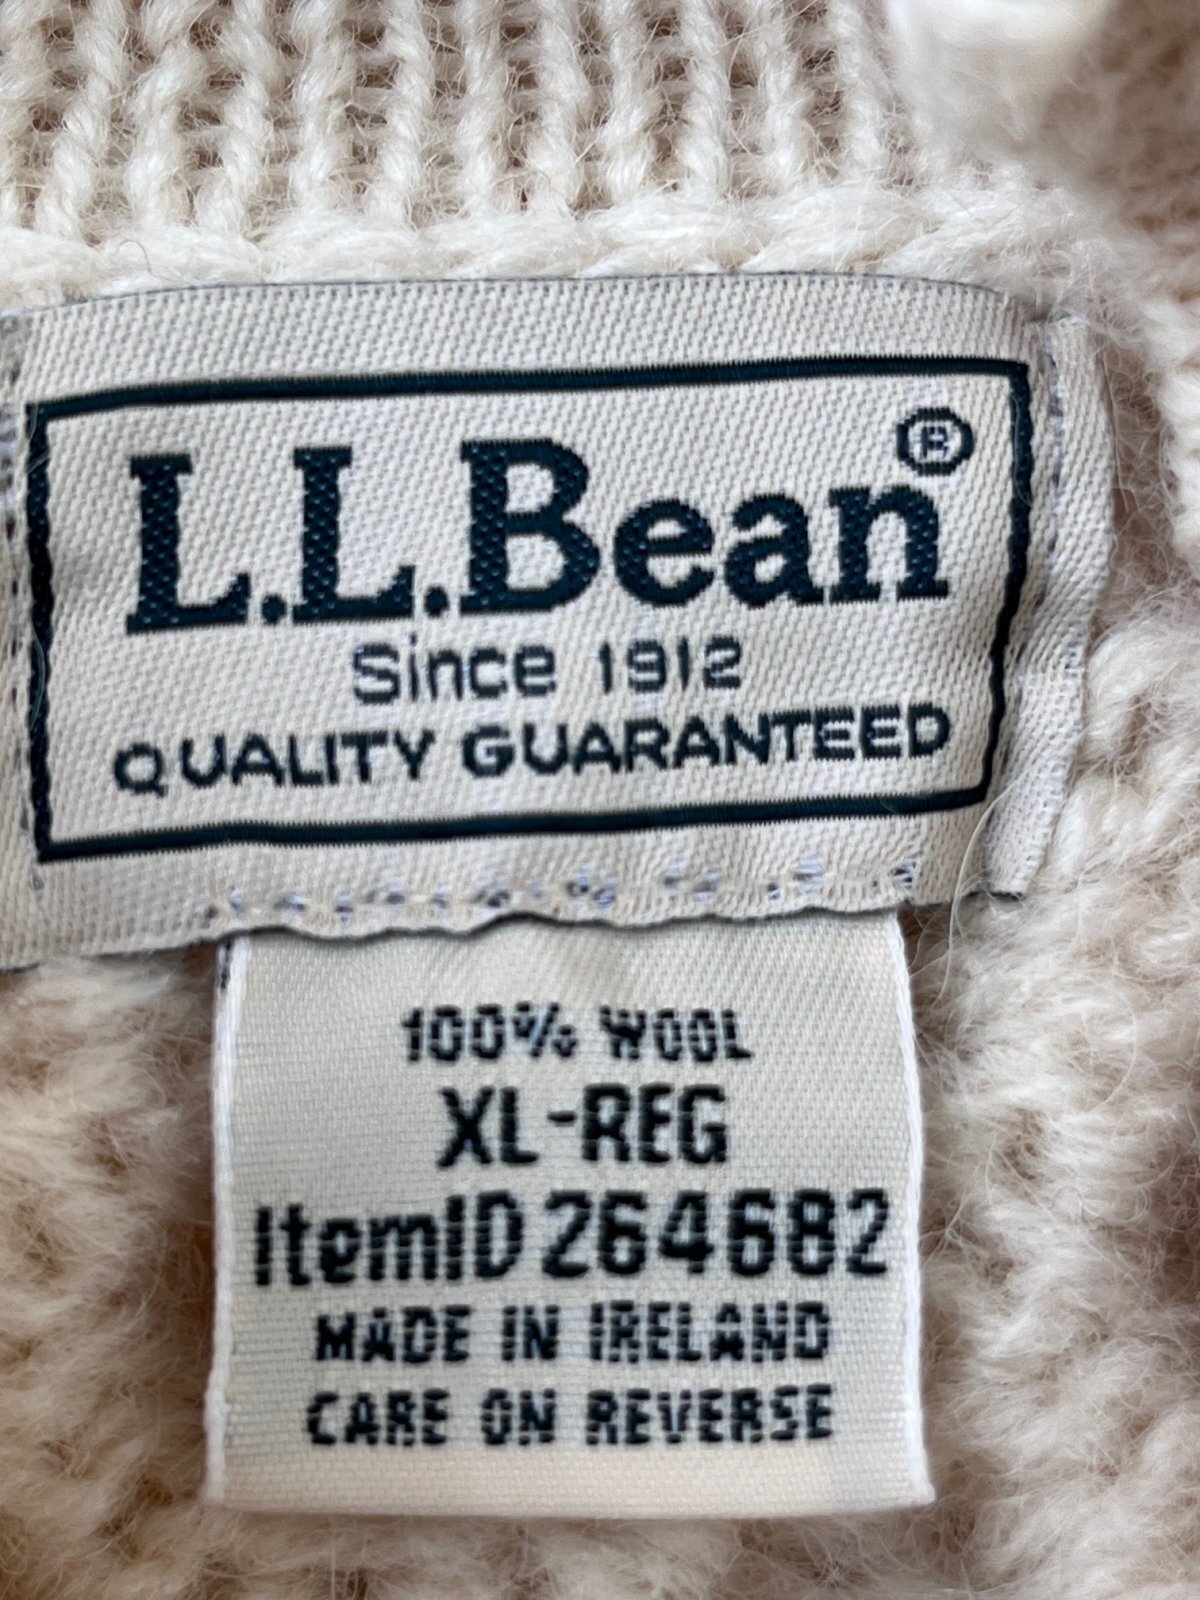 L.L.Bean®
Since 1912
QUALITY GUARANTEED
100% WOOL
XL-REG
ItemID 264682
MADE IN IRELAND
CARE ON REVERSE